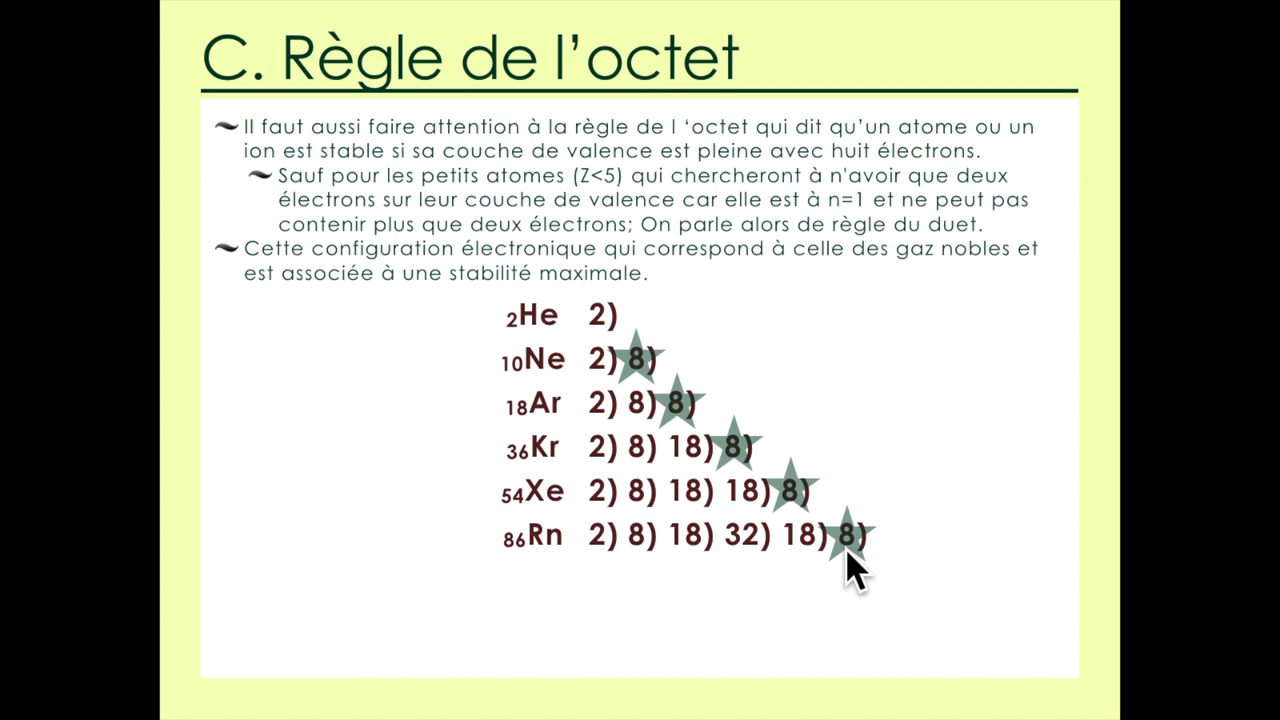 C. Règle de l’octet
Il faut aussi faire attention à la règle de l ‘octet qui dit qu’un atome ou un
ion est stable si sa couche de valence est pleine avec huit électrons.
Sauf pour les petits atomes (Z<5) qui chercheront à n'avoir que deux
électrons sur leur couche de valence car elle est à n=1 et ne peut pas
contenir plus que deux électrons; On parle alors de règle du duet.
Cette configuration électronique qui correspond à celle des gaz nobles et
est associée à une stabilité maximale.
2He 2)
10Ne 2) 8)
18Ar 2) 8) 8)
36Kr 2) 8) 18) 8)
54Xe 2) 8) 18) 18) 8)
86Rn 2) 8) 18) 32) 18) 8)